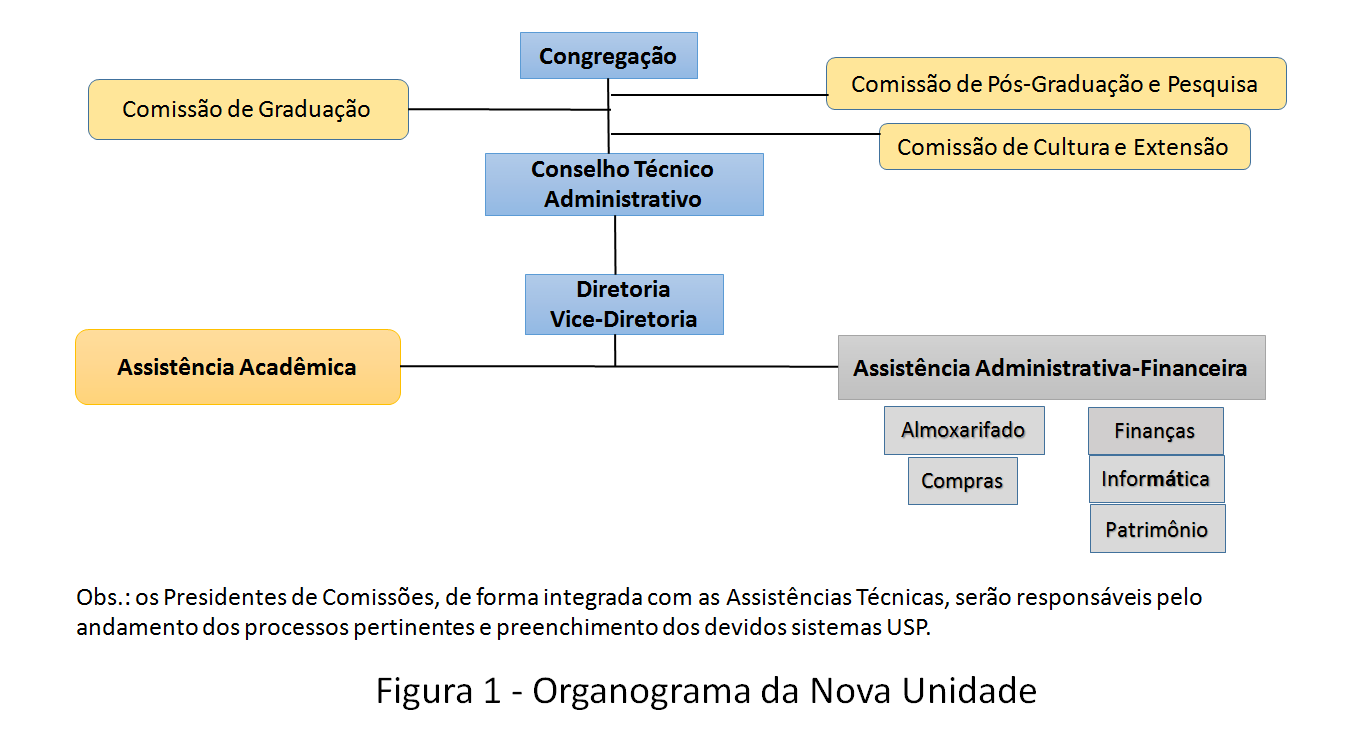 Congregação
Comissão de Graduação
Comissão de Pós-Graduação e Pesquisa
Comissão de Cultura e Extensão
Conselho Técnico
Administrativo
Diretoria
Vice-Diretoria
Assistência Acadêmica
Assistência Administrativa-Financeira
Almoxarifado
Finanças
Compras
Informática
Patrimônio
Obs.: os Presidentes de Comissões, de forma integrada com as Assistências Técnicas, serão responsáveis pelo
andamento dos processos pertinentes e preenchimento dos devidos sistemas USP.
Figura 1 - Organograma da Nova Unidade